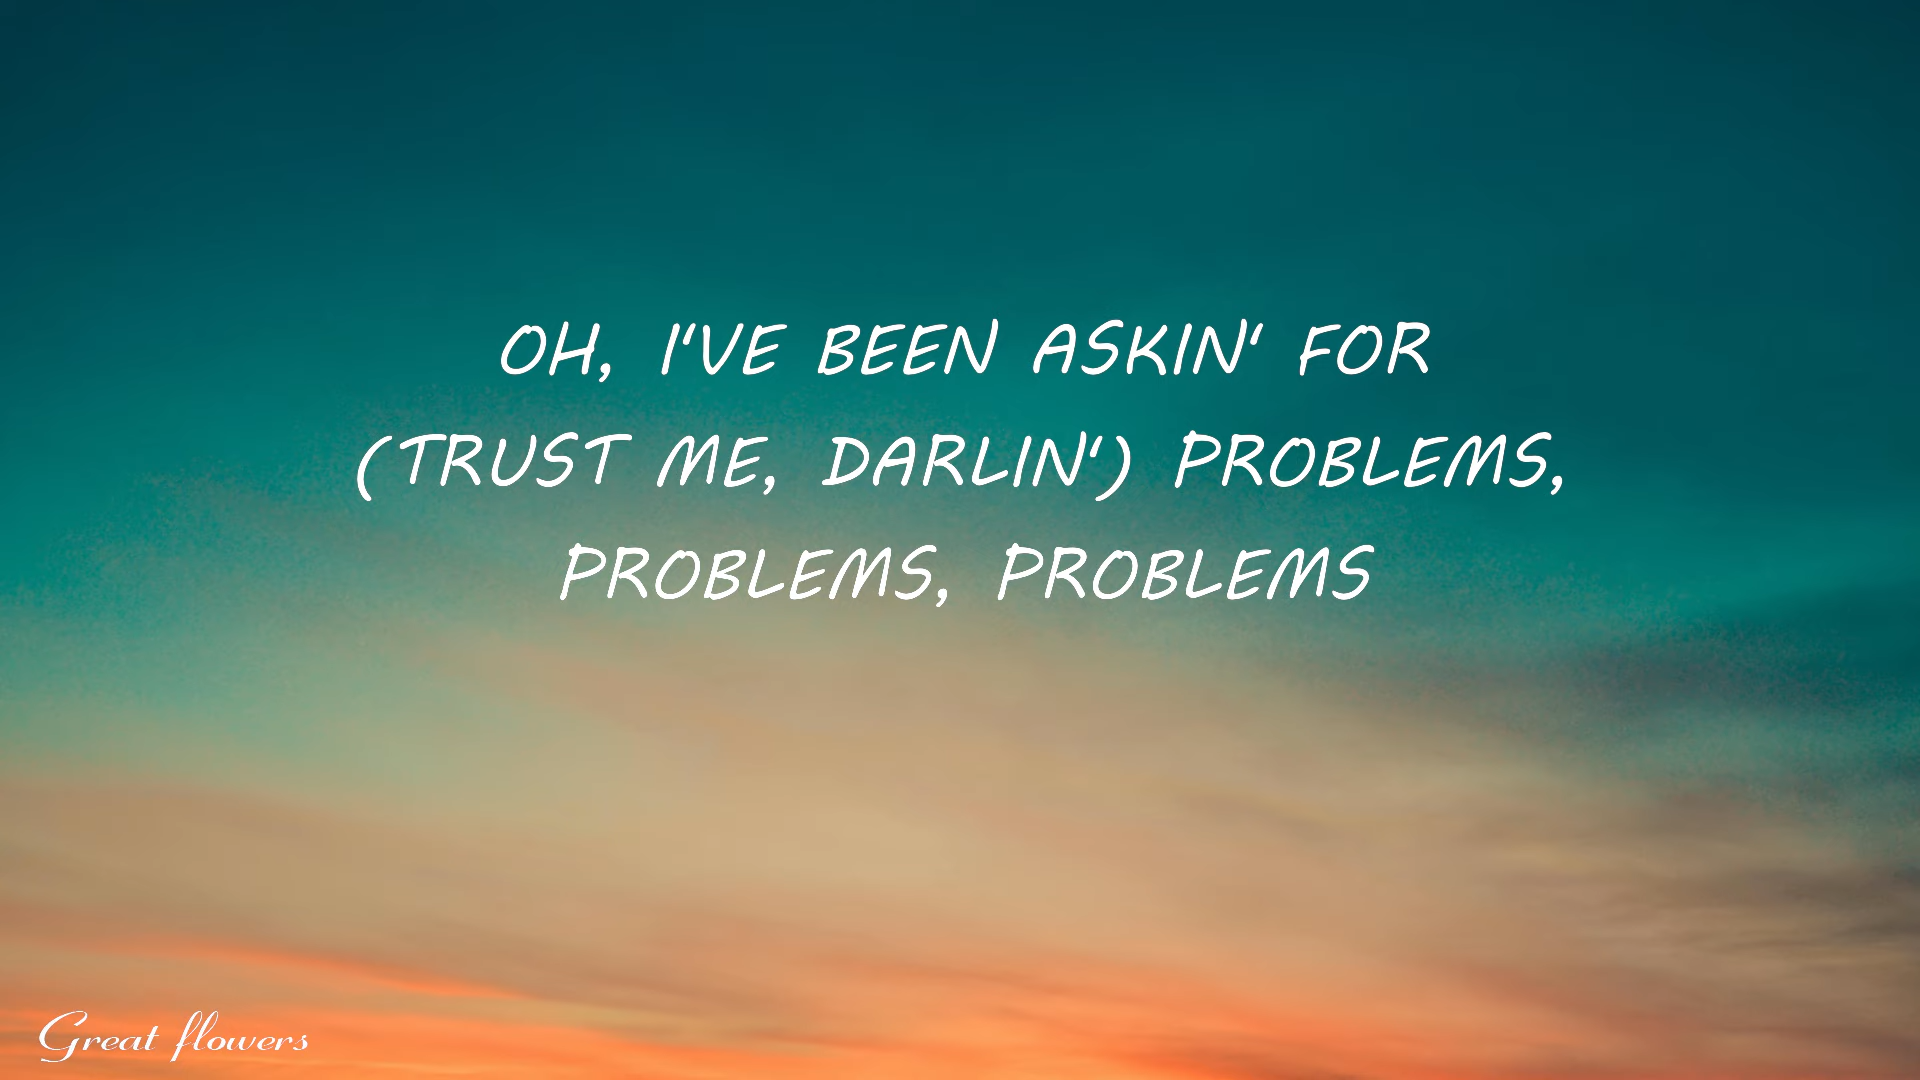 OH, I'VE BEEN ASKIN' FOR
(TRUST ME, DARLIN') PROBLEMS,
PROBLEMS, PROBLEMS
Great flowers